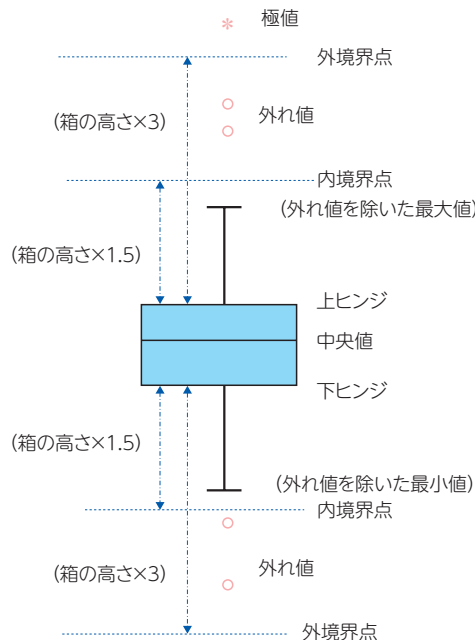 極値
外境界点
(箱の高さ×3)
外れ値
内境界点
(外れ値を除いた最大値)
(箱の高さ×1.5)
上ヒンジ
中央値
下ヒンジ
(箱の高さ×1.5)
(外れ値を除いた最小値)
内境界点
(箱の高さ×3)
外れ値
外境界点